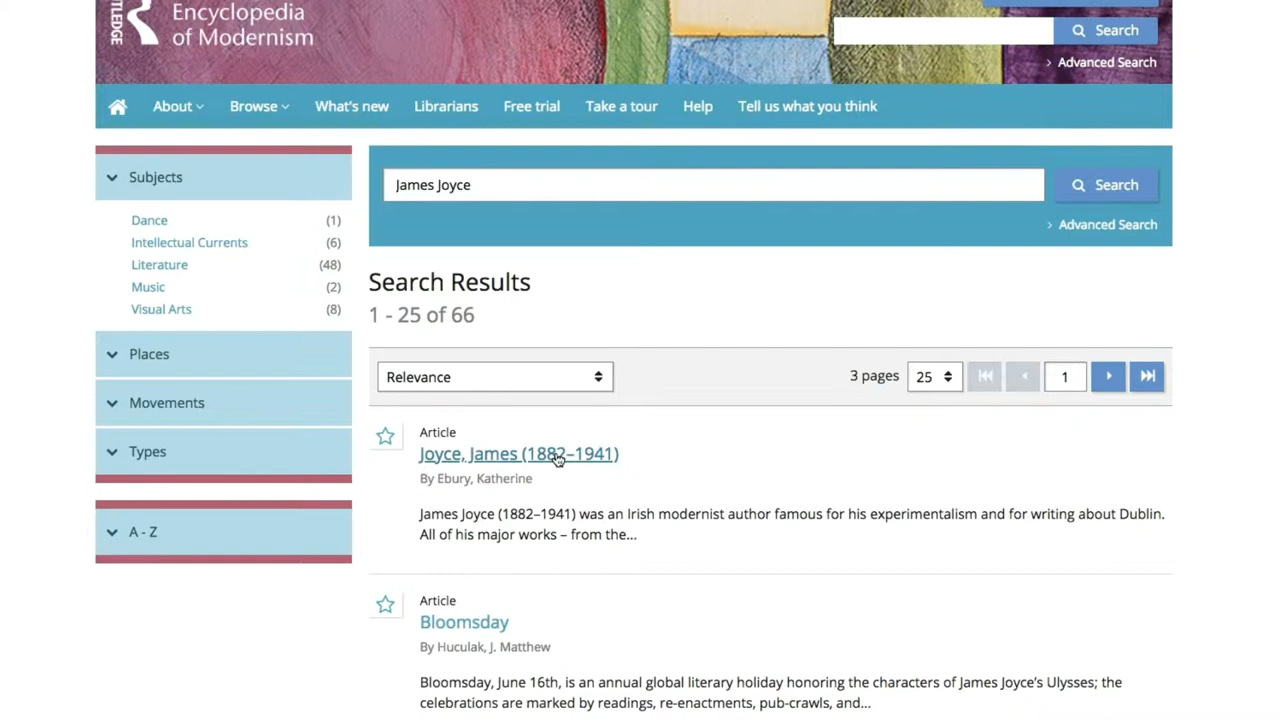 Encyclopedia
of Modernism
Search
Advanced Search
About
Browse
What's new
Librarians
Free trial
Take a tour
Help
Tell us what you think
Subjects
Dance (1)
Intellectual Currents (6)
Literature (48)
Music (2)
Visual Arts (8)
Places
Movements
Types
A - Z
James Joyce
Search
Advanced Search
Search Results
1 - 25 of 66
Relevance
3 pages
25
1
Article
Joyce, James (1882–1941)
By Ebury, Katherine
James Joyce (1882–1941) was an Irish modernist author famous for his experimentalism and for writing about Dublin.
All of his major works – from the...
Article
Bloomsday
By Huculak, J. Matthew
Bloomsday, June 16th, is an annual global literary holiday honoring the characters of James Joyce's Ulysses; the
celebrations are marked by readings, re-enactments, pub-crawls, and...